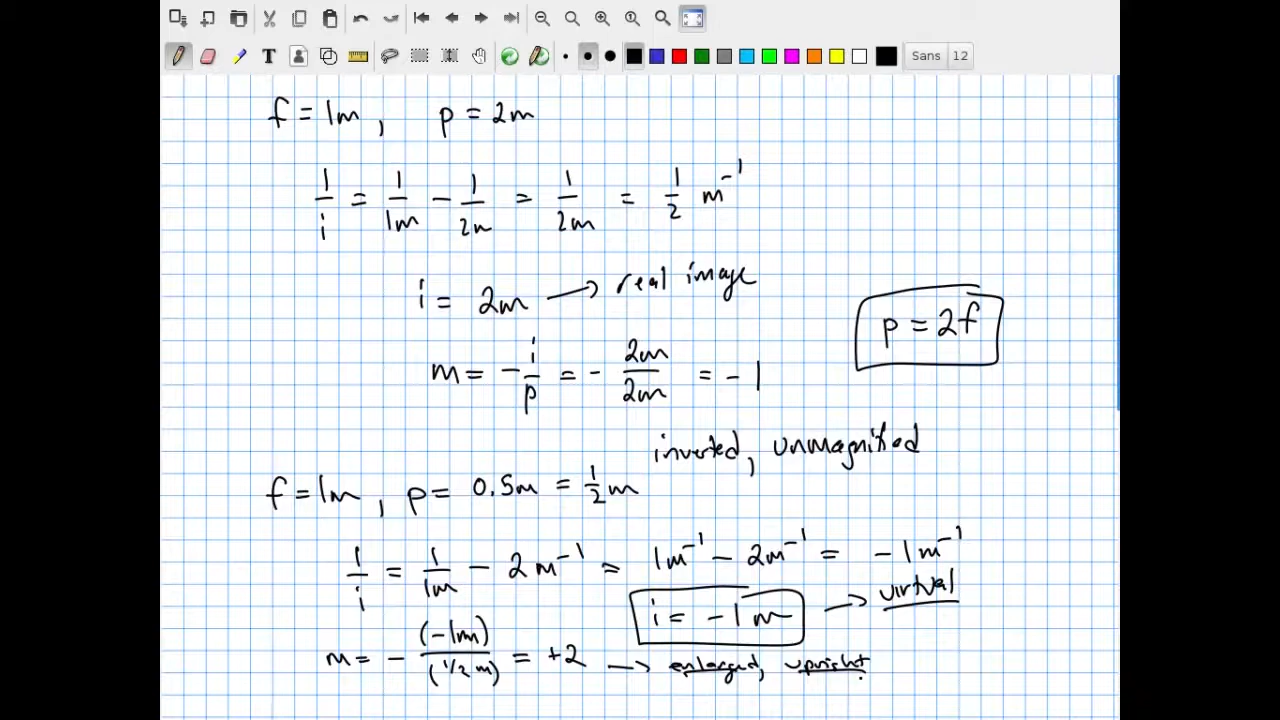 T Sans 12
f = 1m, p = 2m
1/i = 1/1m - 1/2m = 1/2m = 1/2 m⁻¹
i = 2m → real image
p = 2f
m = - i/p = - 2m/2m = -1
inverted, unmagnified
f = 1m, p = 0.5m = 1/2 m
1/i = 1/1m - 2m⁻¹ = 1m⁻¹ - 2m⁻¹ = -1m⁻¹
i = -1m → virtual
m = - (-1m)/(1/2 m) = +2 → enlarged, upright.